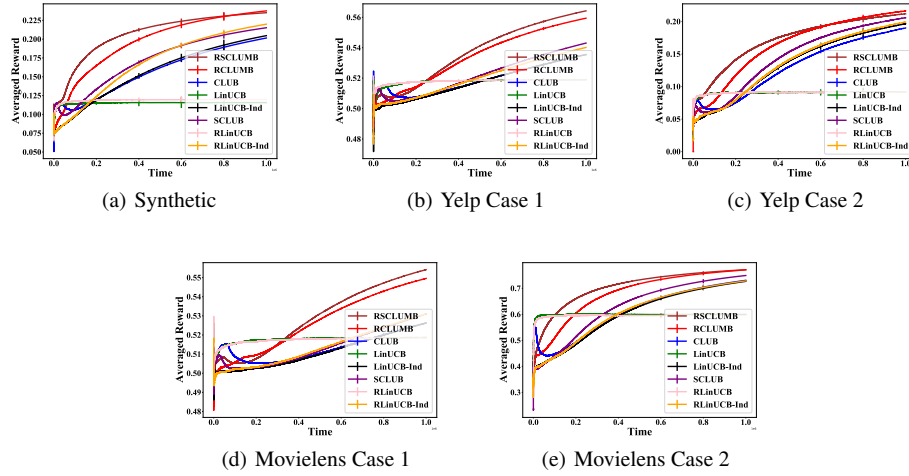 Averaged Reward
0.225
0.200
0.175
0.150
0.125
0.100
0.075
0.050
RSCLUMB
RCLUMB
CLUB
LinUCB
LinUCB-Ind
SCLUB
RLinUCB
RLinUCB-Ind
0.0 0.2 0.4 0.6 0.8 1.0
Time
(a) Synthetic
Averaged Reward
0.56
0.54
0.52
0.50
0.48
RSCLUMB
RCLUMB
CLUB
LinUCB
LinUCB-Ind
SCLUB
RLinUCB
RLinUCB-Ind
0.0 0.2 0.4 0.6 0.8 1.0
Time
(b) Yelp Case 1
Averaged Reward
0.20
0.15
0.10
0.05
0.00
RSCLUMB
RCLUMB
CLUB
LinUCB
LinUCB-Ind
SCLUB
RLinUCB
RLinUCB-Ind
0.0 0.2 0.4 0.6 0.8 1.0
Time
(c) Yelp Case 2
Averaged Reward
0.55
0.53
0.52
0.51
0.50
0.49
0.48
RSCLUMB
RCLUMB
CLUB
LinUCB
LinUCB-Ind
SCLUB
RLinUCB
RLinUCB-Ind
0.0 0.2 0.4 0.6 0.8 1.0
Time
(d) Movielens Case 1
Averaged Reward
0.7
0.6
0.5
0.4
0.3
RSCLUMB
RCLUMB
CLUB
LinUCB
LinUCB-Ind
SCLUB
RLinUCB
RLinUCB-Ind
0.0 0.2 0.4 0.6 0.8 1.0
Time
(e) Movielens Case 2